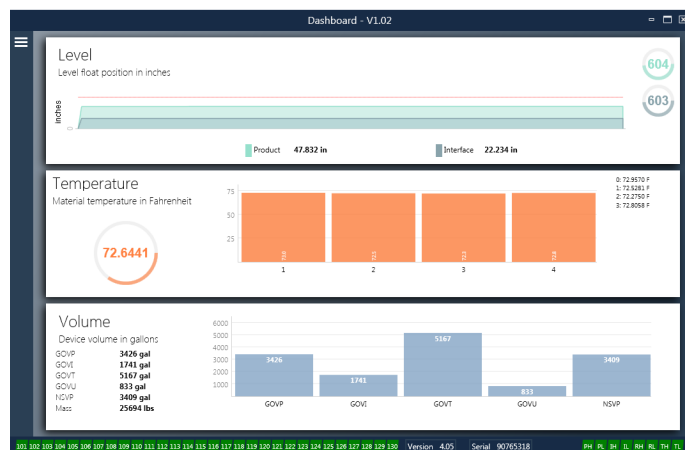 Dashboard - V1.02
Level
Level float position in inches
604
603
inches
0
Product 47.832 in
Interface 22.234 in
Temperature
Material temperature in Fahrenheit
72.6441
75
50
25
1 2 3 4
0: 72.9570 F
1: 72.5281 F
2: 72.2750 F
3: 72.8058 F
Volume
Device volume in gallons
GOVP 3426 gal
GOVI 1741 gal
GOVT 5167 gal
GOVU 833 gal
NSVP 3409 gal
Mass 25694 lbs
6000
5000
4000
3000
2000
1000
3426
1741
5167
833
3409
GOVP GOVI GOVT GOVU NSVP
101 102 103 104 105 106 107 108 109 110 111 112 113 114 115 116 117 118 119 120 121 122 123 124 125 126 127 128 129 130 Version 4.05 Serial 90765318 PH PL IH IL RH RL TH TL